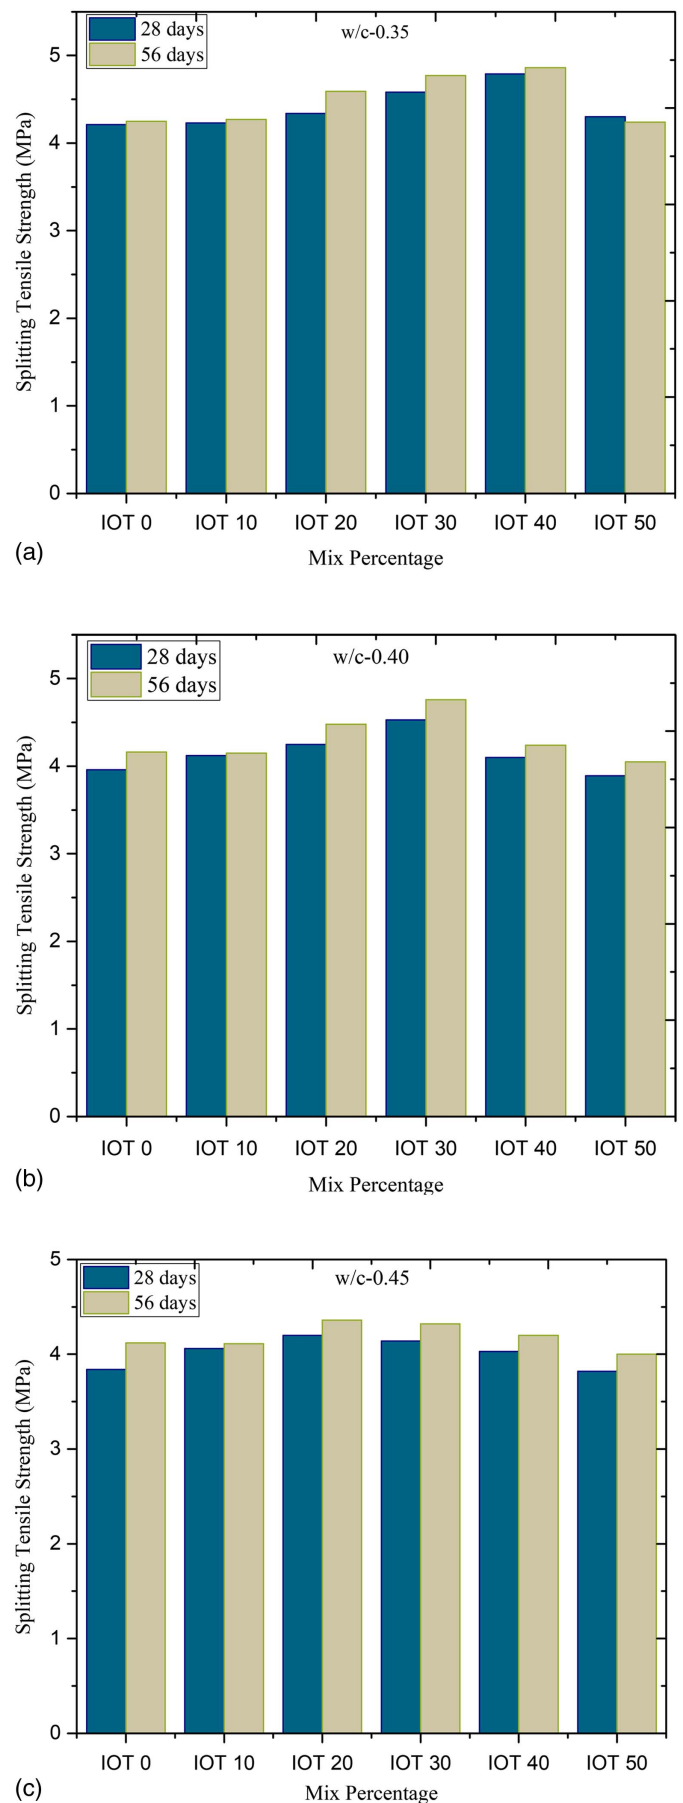 28 days
56 days
w/c-0.35
5
4
3
2
1
0
Splitting Tensile Strength (MPa)
IOT 0 IOT 10 IOT 20 IOT 30 IOT 40 IOT 50
(a)
Mix Percentage
28 days
56 days
w/c-0.40
5
4
3
2
1
0
Splitting Tensile Strength (MPa)
IOT 0 IOT 10 IOT 20 IOT 30 IOT 40 IOT 50
(b)
Mix Percentage
28 days
56 days
w/c-0.45
5
4
3
2
1
0
Splitting Tensile Strength (MPa)
IOT 0 IOT 10 IOT 20 IOT 30 IOT 40 IOT 50
(c)
Mix Percentage